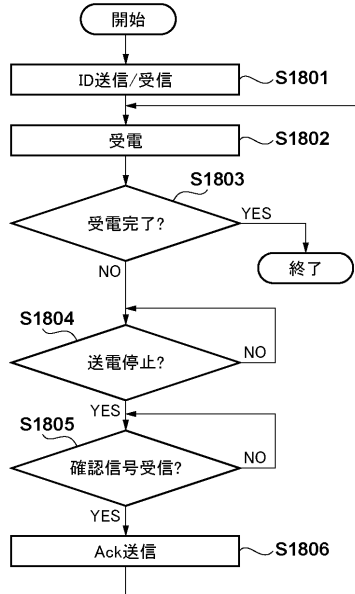 開始
ID送信/受信
S1801
受電
S1802
S1803
受電完了?
YES
NO
終了
S1804
送電停止?
NO
YES
S1805
確認信号受信?
NO
YES
Ack送信
S1806